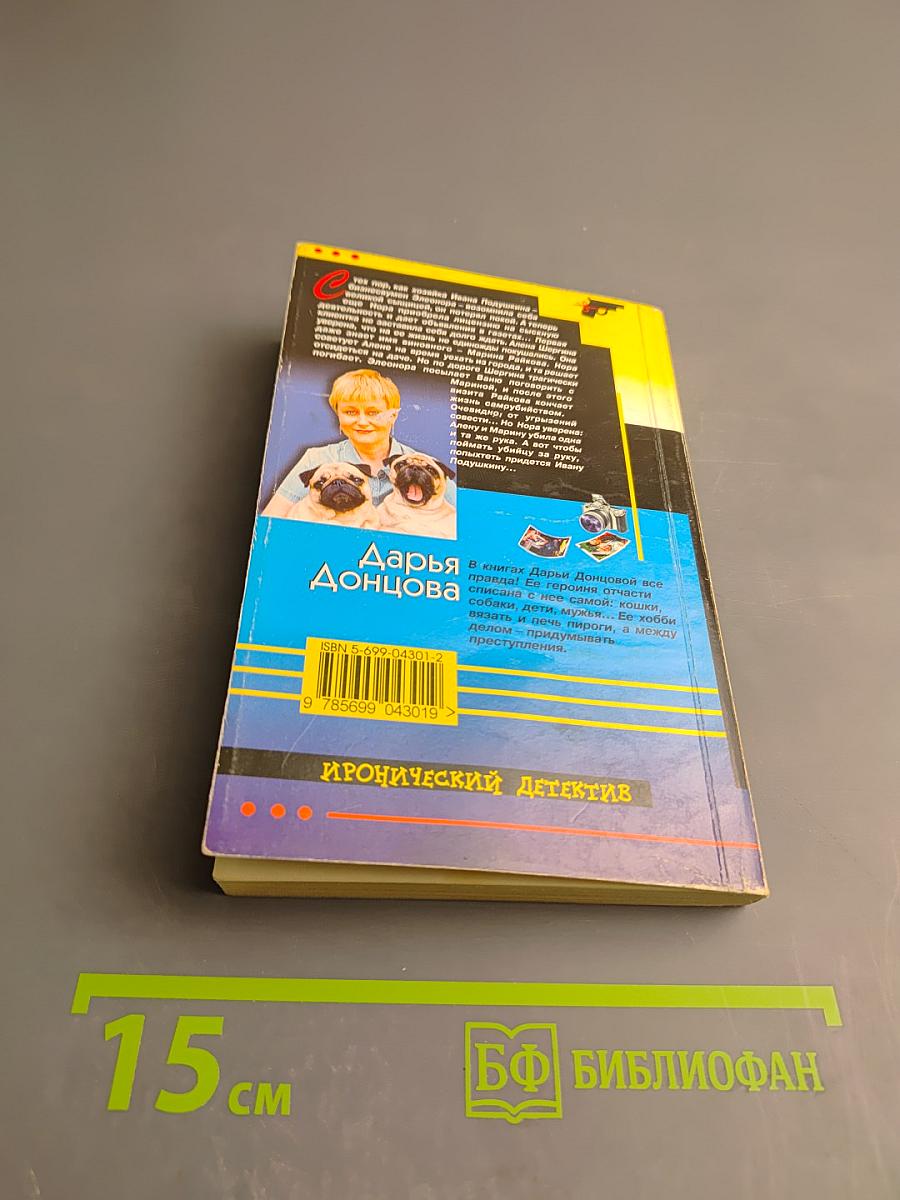 С тех пор, как хозяйка Ивана Подушкина –
бизнесвумен Элеонора – возомнила себя
великой сыщицей, он потерял покой. А теперь
еще Нора приобрела лицензию на сыскную
деятельность и дает объявления в газетах... Первая
клиентка не заставила себя долго ждать. Алена Шергина
уверена, что на ее жизнь не единожды покушались. Она
даже знает имя виновного – Марина Райкова. Нора
советует Алене на время уехать из города, и та решает
отсидеться на даче. Но по дороге Шергина трагически
погибает. Элеонора посылает Ваню поговорить с
Мариной, и после этого
визита Райкова кончает
жизнь самоубийством.
Очевидно, от угрызений
совести... Но Нора уверена:
Алену и Марину убила одна
и та же рука. А вот чтобы
поймать убийцу за руку,
попыхтеть придется Ивану
Подушкину...
Дарья
Донцова
В книгах Дарьи Донцовой все
правда! Ее героиня отчасти
списана с нее самой: кошки,
собаки, дети, мужья... Ее хобби
вязать и печь пироги, а между
делом – придумывать
преступления.
ISBN 5-699-04301-2
9 785699 043019 >
ИРОНИЧЕСКИЙ ДЕТЕКТИВ
15 см
БФ БИБЛИОФАН